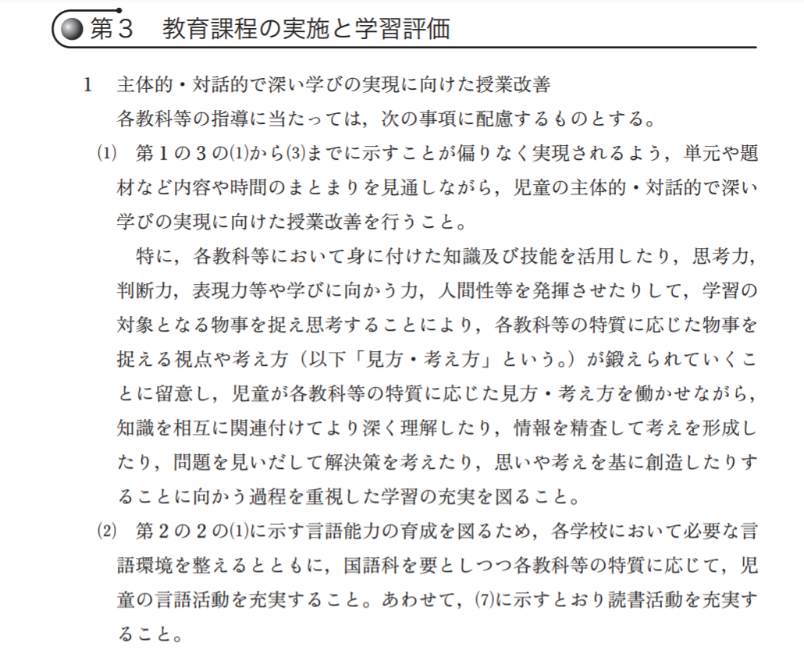 第3 教育課程の実施と学習評価
1 主体的・対話的で深い学びの実現に向けた授業改善
各教科等の指導に当たっては，次の事項に配慮するものとする。
⑴ 第1の3の⑴から⑶までに示すことが偏りなく実現されるよう，単元や題
材など内容や時間のまとまりを見通しながら，児童の主体的・対話的で深い
学びの実現に向けた授業改善を行うこと。
特に，各教科等において身に付けた知識及び技能を活用したり，思考力，
判断力，表現力等や学びに向かう力，人間性等を発揮させたりして，学習の
対象となる物事を捉え思考することにより，各教科等の特質に応じた物事を
捉える視点や考え方（以下「見方・考え方」という。）が鍛えられていくこ
とに留意し，児童が各教科等の特質に応じた見方・考え方を働かせながら，
知識を相互に関連付けてより深く理解したり，情報を精査して考えを形成し
たり，問題を見いだして解決策を考えたり，思いや考えを基に創造したりす
ることに向かう過程を重視した学習の充実を図ること。
⑵ 第2の2の⑴に示す言語能力の育成を図るため，各学校において必要な言
語環境を整えるとともに，国語科を要としつつ各教科等の特質に応じて，児
童の言語活動を充実すること。あわせて，⑺に示すとおり読書活動を充実す
ること。